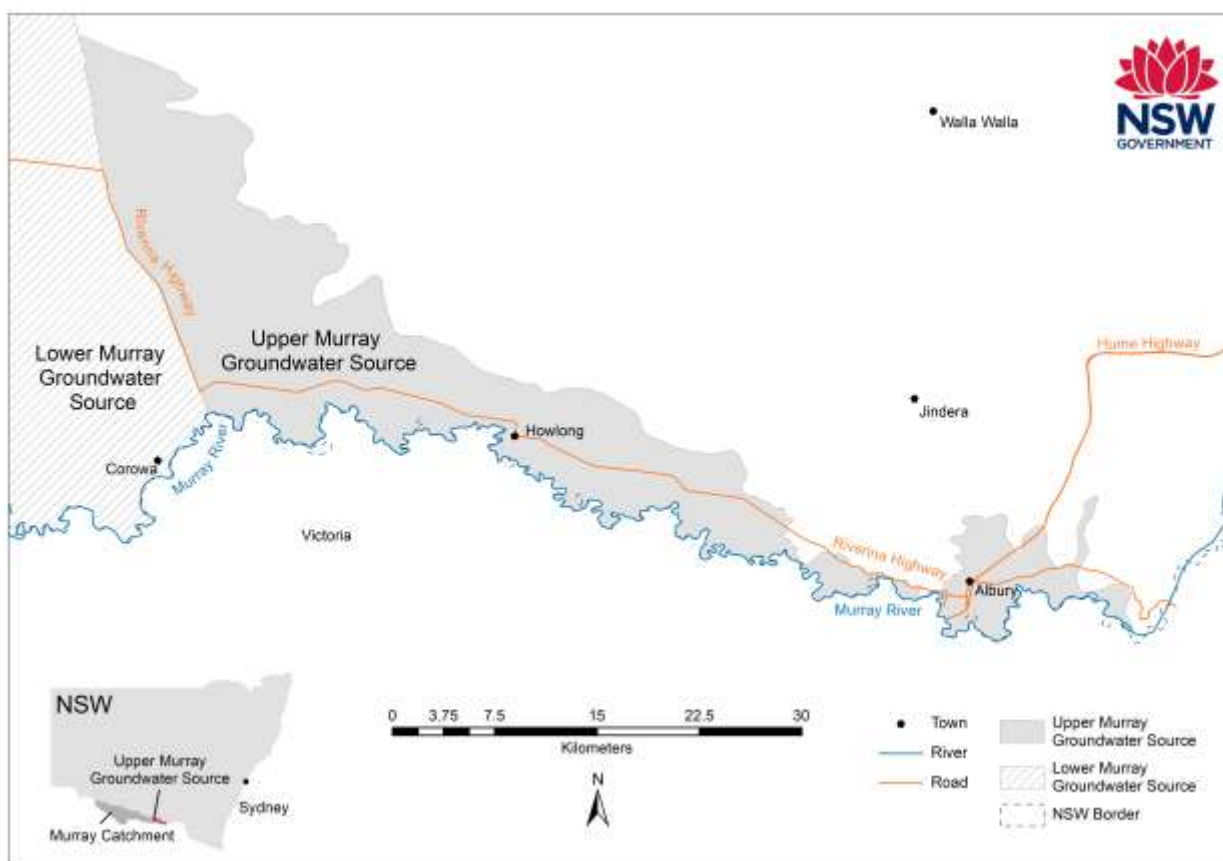 NSW
GOVERNMENT
Walla Walla
Riverina Highway
Upper Murray
Groundwater Source
Hume Highway
Lower Murray
Groundwater
Source
Jindera
Howlong
Corowa
Murray River
Victoria
Riverina Highway
Albury
Murray River
NSW
Upper Murray
Groundwater Source
Sydney
Murray Catchment
0 3.75 7.5 15 22.5 30
Kilometers
N
Town
River
Road
Upper Murray
Groundwater Source
Lower Murray
Groundwater Source
NSW Border